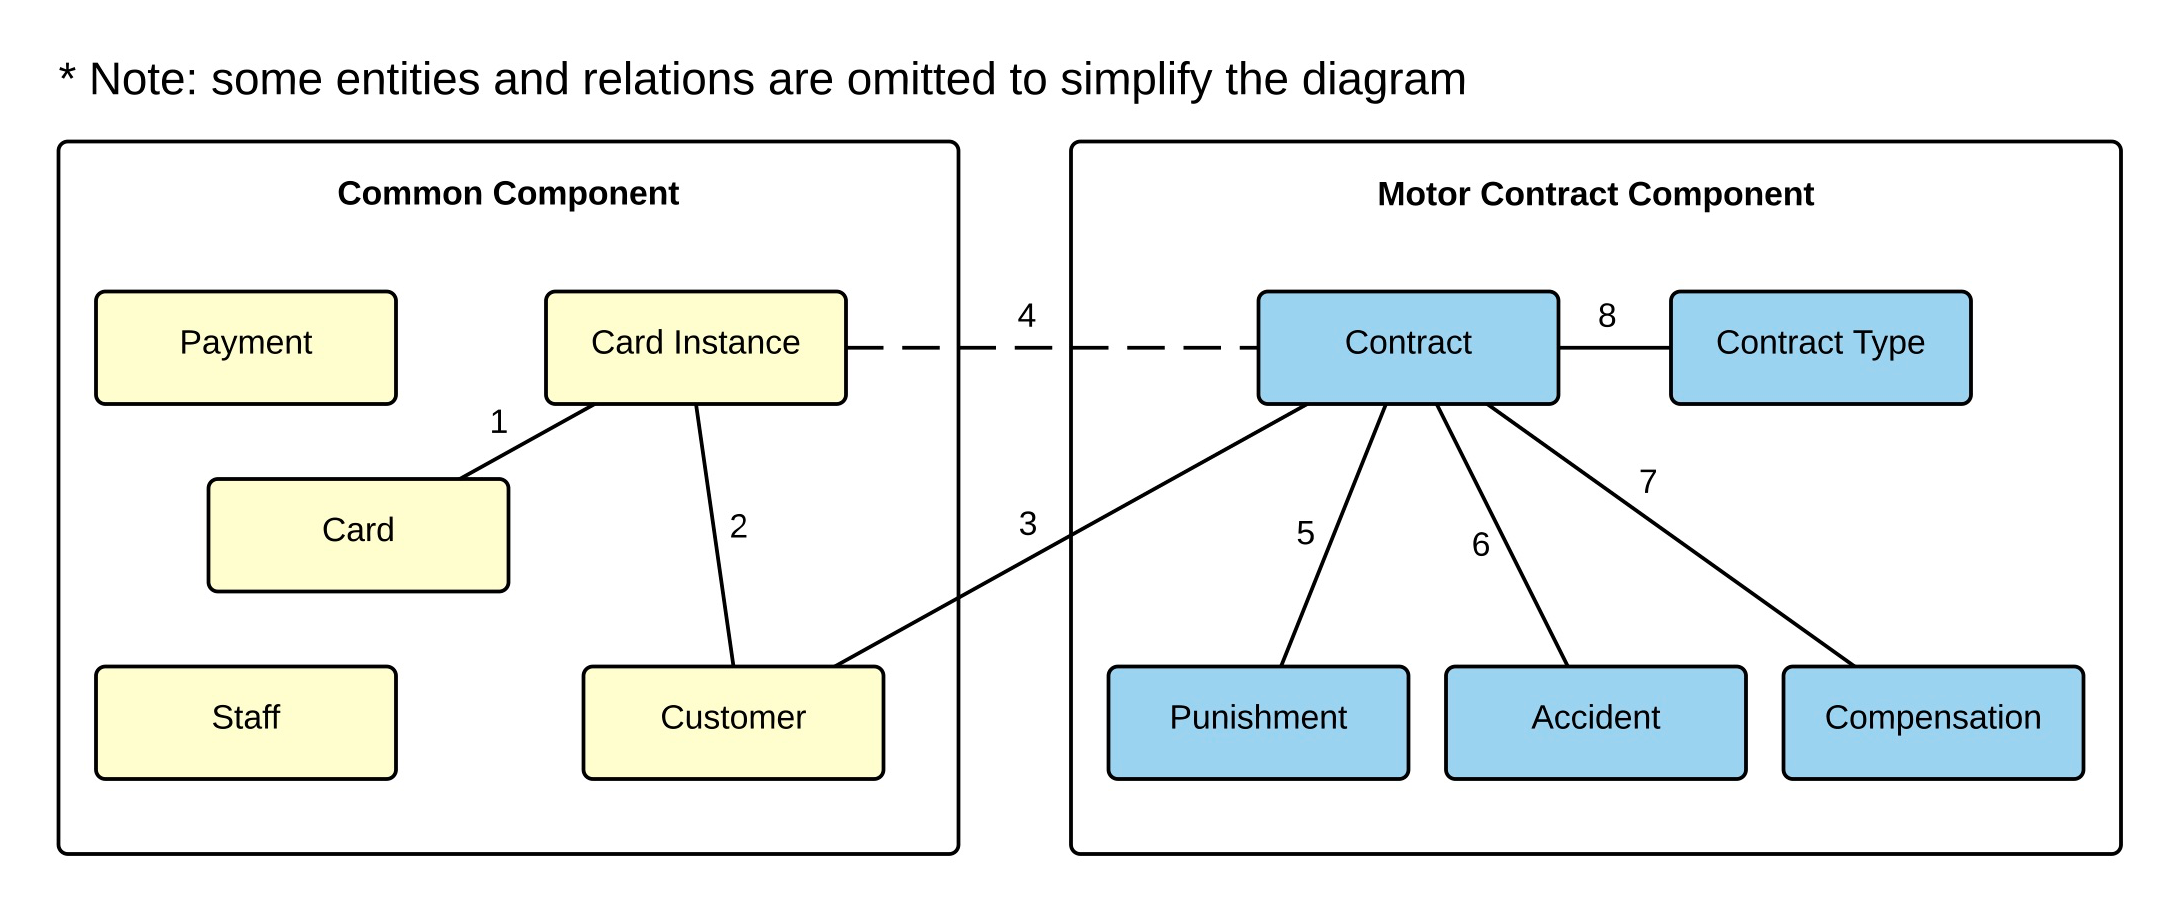 * Note: some entities and relations are omitted to simplify the diagram
Common Component
Payment
Card Instance
1
Card
2
Staff
Customer
3
4
Motor Contract Component
Contract
8
Contract Type
5
6
7
Punishment
Accident
Compensation